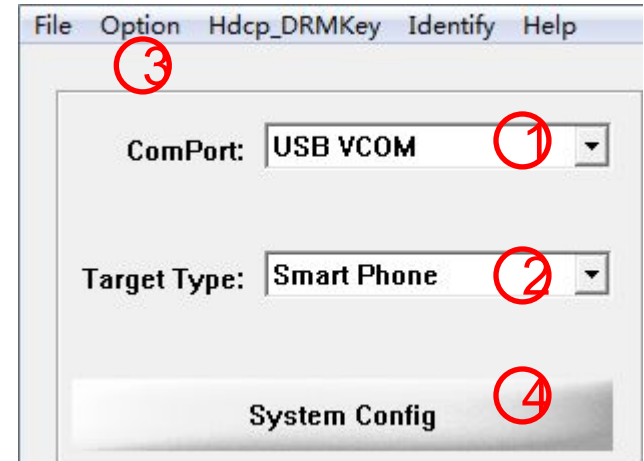 File Option Hdcp_DRMKey Identify Help
3
ComPort: USB VCOM 1
Target Type: Smart Phone 2
System Config 4